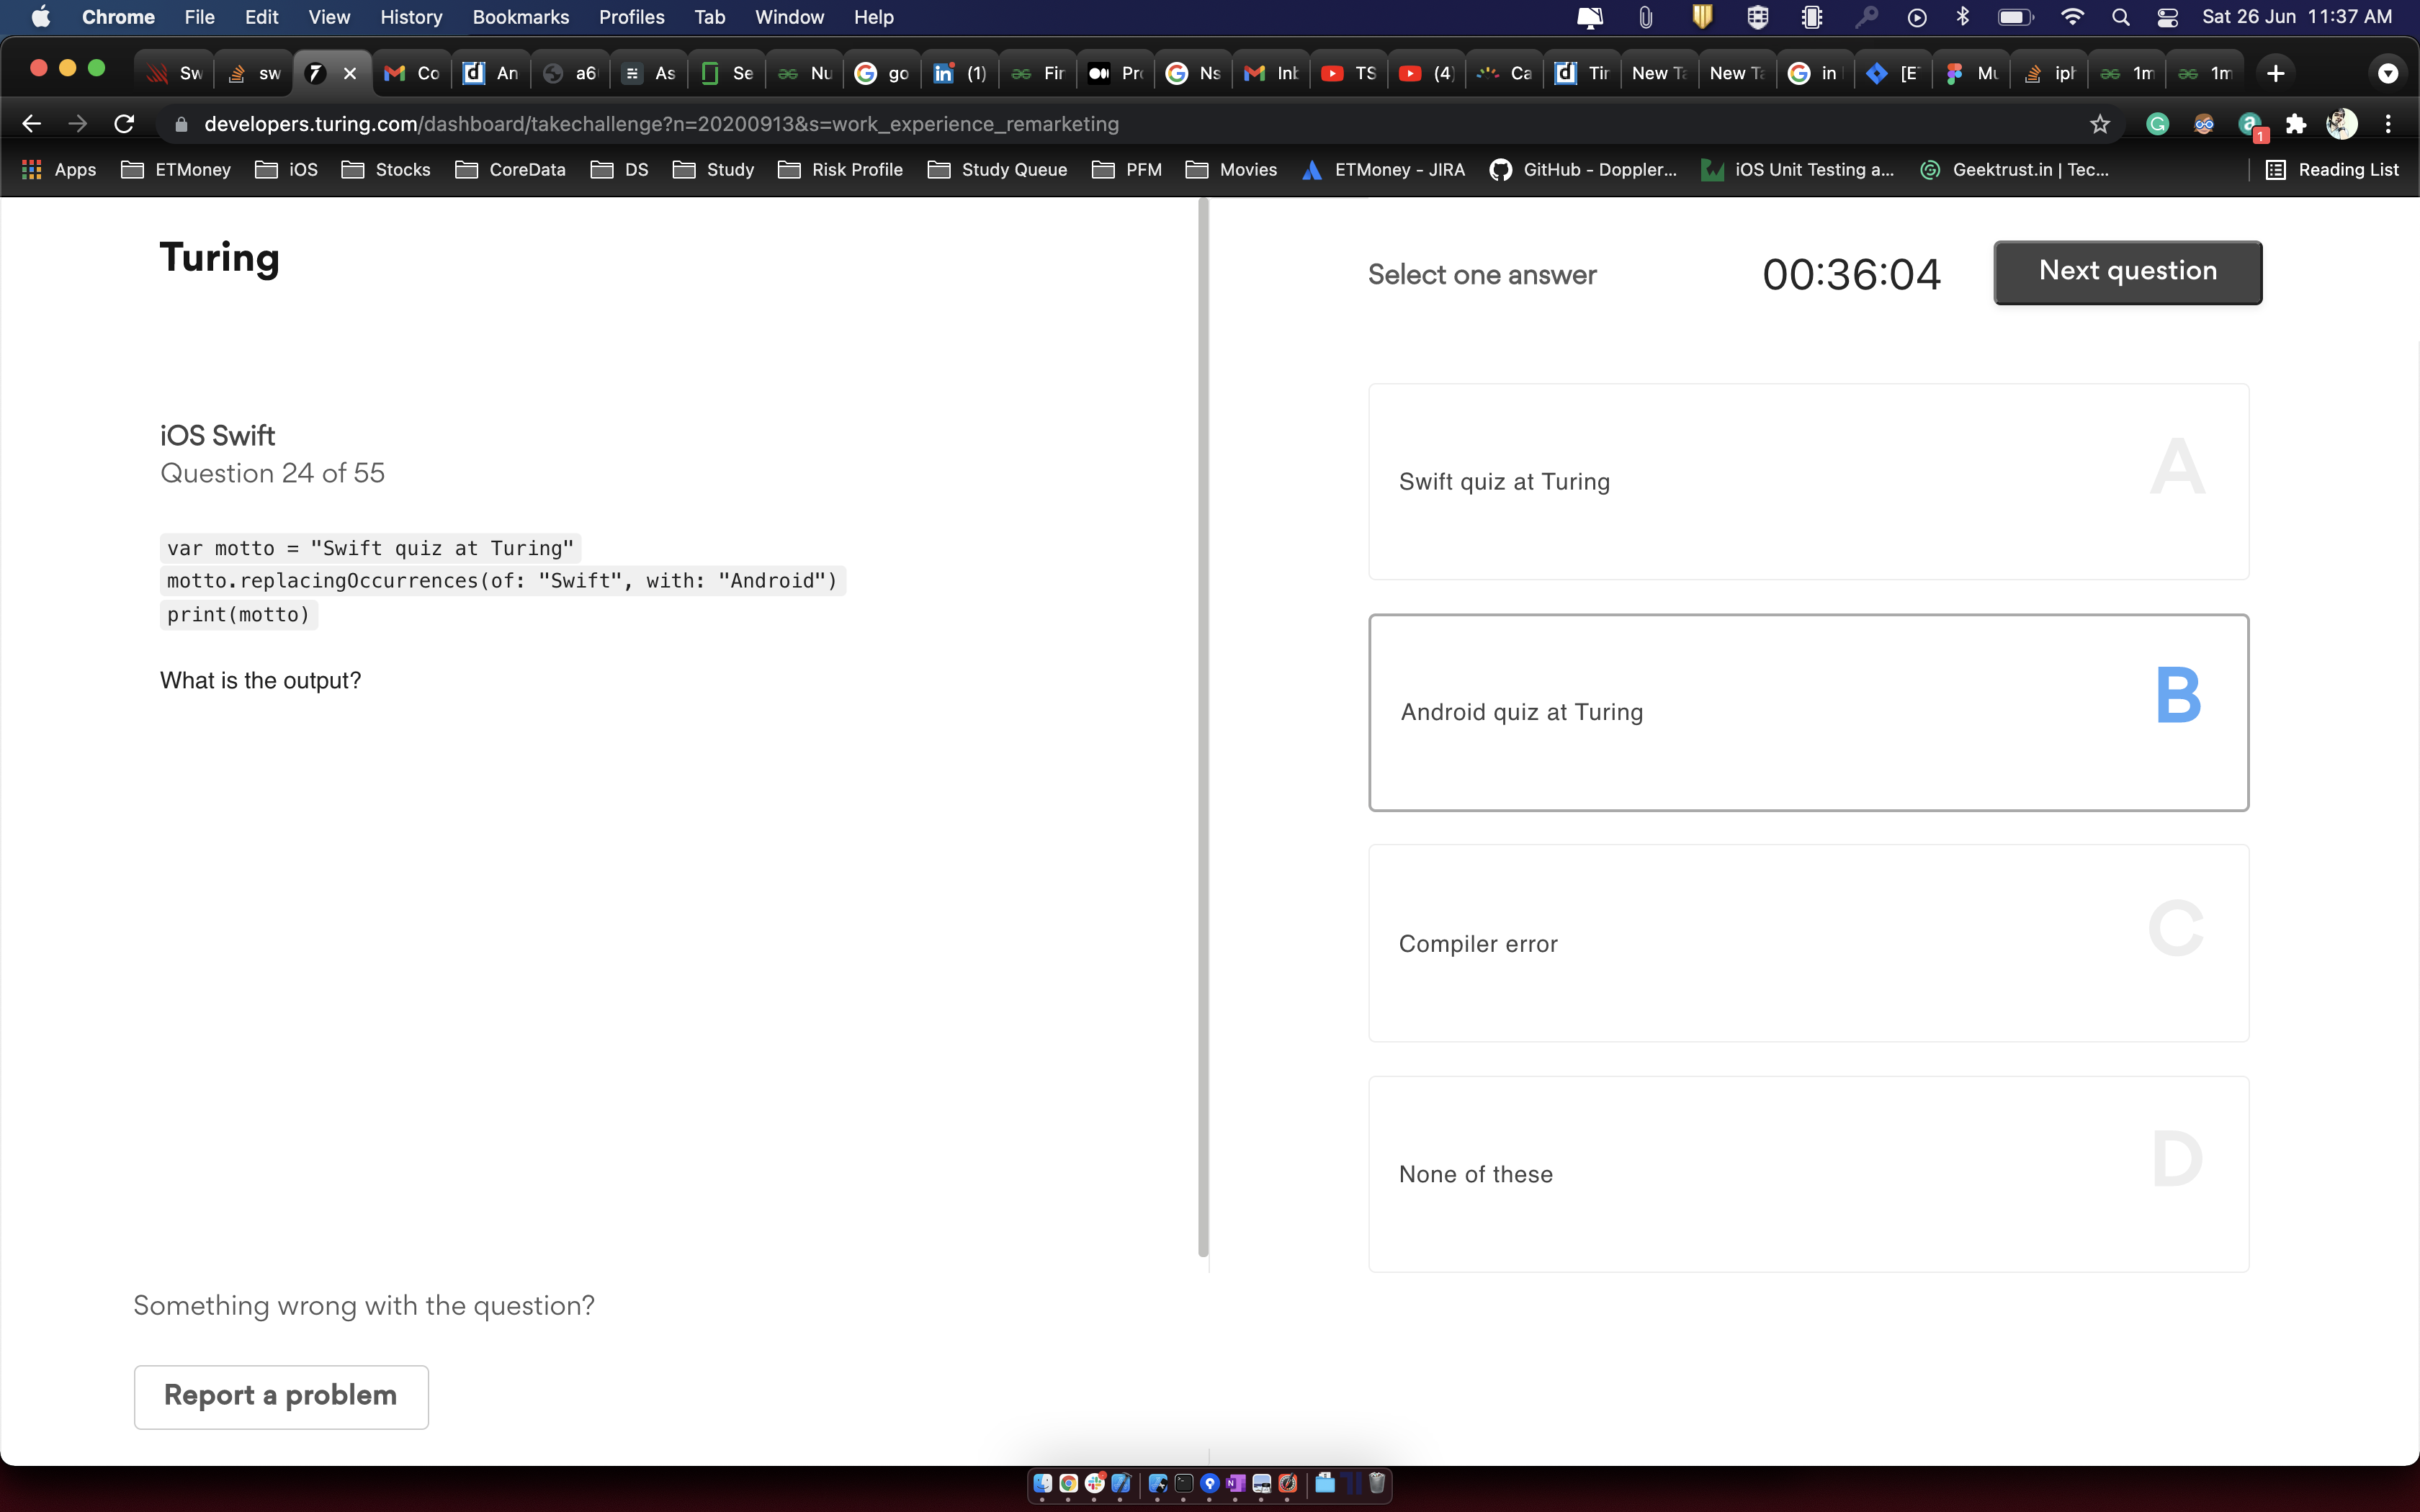 Chrome File Edit View History Bookmarks Profiles Tab Window Help Sat 26 Jun 11:37 AM
Sw sw Co An a6 As Se Nu go (1) Fir Pro Ns Inb TS (4) Ca Tir New Ta New Ta in [E Mu iph 1m 1m
developers.turing.com/dashboard/takechallenge?n=20200913&s=work_experience_remarketing 1
Apps ETMoney iOS Stocks CoreData DS Study Risk Profile Study Queue PFM Movies ETMoney - JIRA GitHub - Doppler... iOS Unit Testing a... Geektrust.in | Tec... Reading List
Turing
iOS Swift
Question 24 of 55
var motto = "Swift quiz at Turing"
motto.replacingOccurrences(of: "Swift", with: "Android")
print(motto)
What is the output?
Something wrong with the question?
Report a problem
Select one answer 00:36:04 Next question
Swift quiz at Turing A
Android quiz at Turing B
Compiler error C
None of these D